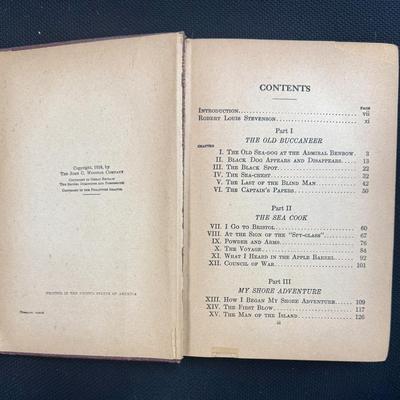 Copyright, 1924, by
The John C. Winston Company
Copyright in Great Britain
The British Dominions and Possessions
Copyright in the Philippine Islands
PRINTED IN THE UNITED STATES OF AMERICA
CONTENTS
PAGE
Introduction vii
Robert Louis Stevenson xi
Part I
THE OLD BUCCANEER
CHAPTER
I. The Old Sea-dog at the Admiral Benbow 3
II. Black Dog Appears and Disappears 13
III. The Black Spot 22
IV. The Sea-chest 32
V. The Last of the Blind Man 42
VI. The Captain's Papers 50
Part II
THE SEA COOK
VII. I Go to Bristol 60
VIII. At the Sign of the "Spy-glass" 67
IX. Powder and Arms 76
X. The Voyage 84
XI. What I Heard in the Apple Barrel 92
XII. Council of War 101
Part III
MY SHORE ADVENTURE
XIII. How I Began My Shore Adventure 109
XIV. The First Blow 117
XV. The Man of the Island 126